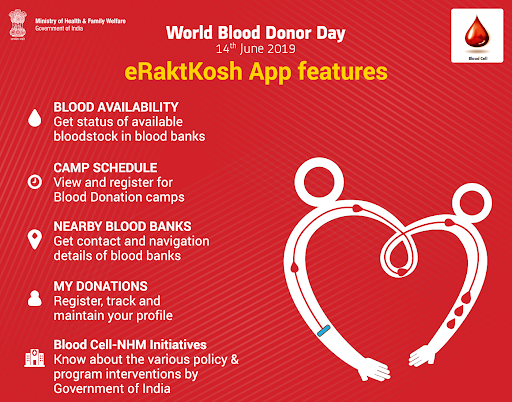 Ministry of Health & Family Welfare
Government of India
World Blood Donor Day
14th June 2019
Blood Cell
eRaktKosh App features
BLOOD AVAILABILITY
Get status of available
bloodstock in blood banks
CAMP SCHEDULE
View and register for
Blood Donation camps
NEARBY BLOOD BANKS
Get contact and navigation
details of blood banks
MY DONATIONS
Register, track and
maintain your profile
Blood Cell-NHM Initiatives
Know about the various policy &
program interventions by
Government of India